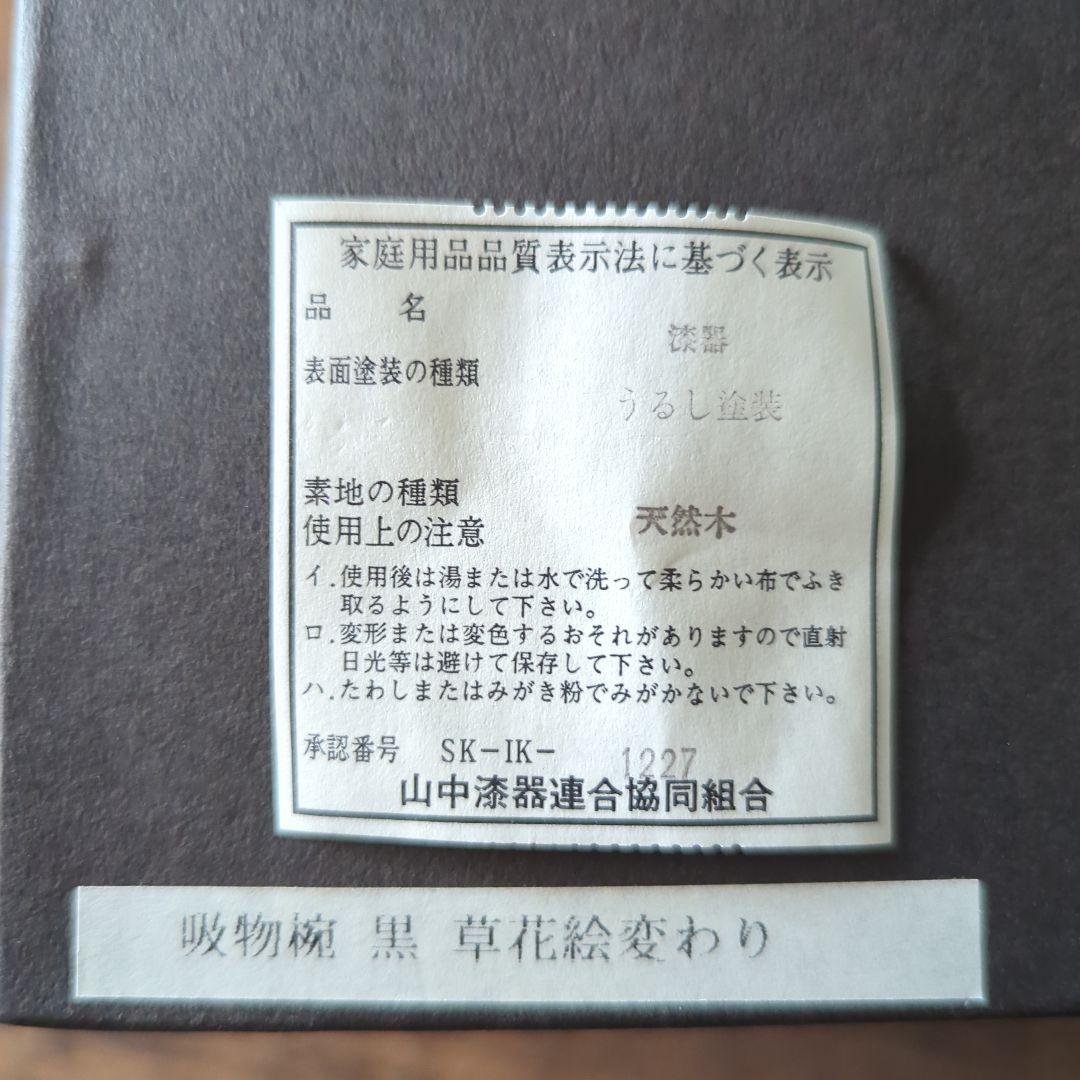 家庭用品品質表示法に基づく表示
品　　名
漆器
表面塗装の種類
うるし塗装
素地の種類
天然木
使用上の注意
イ.使用後は湯または水で洗って柔らかい布でふき
取るようにして下さい。
ロ.変形または変色するおそれがありますので直射
日光等は避けて保存して下さい。
ハ.たわしまたはみがき粉でみがかないで下さい。
承認番号　SK－IK－　1227
山中漆器連合協同組合
吸物椀 黒 草花絵変わり